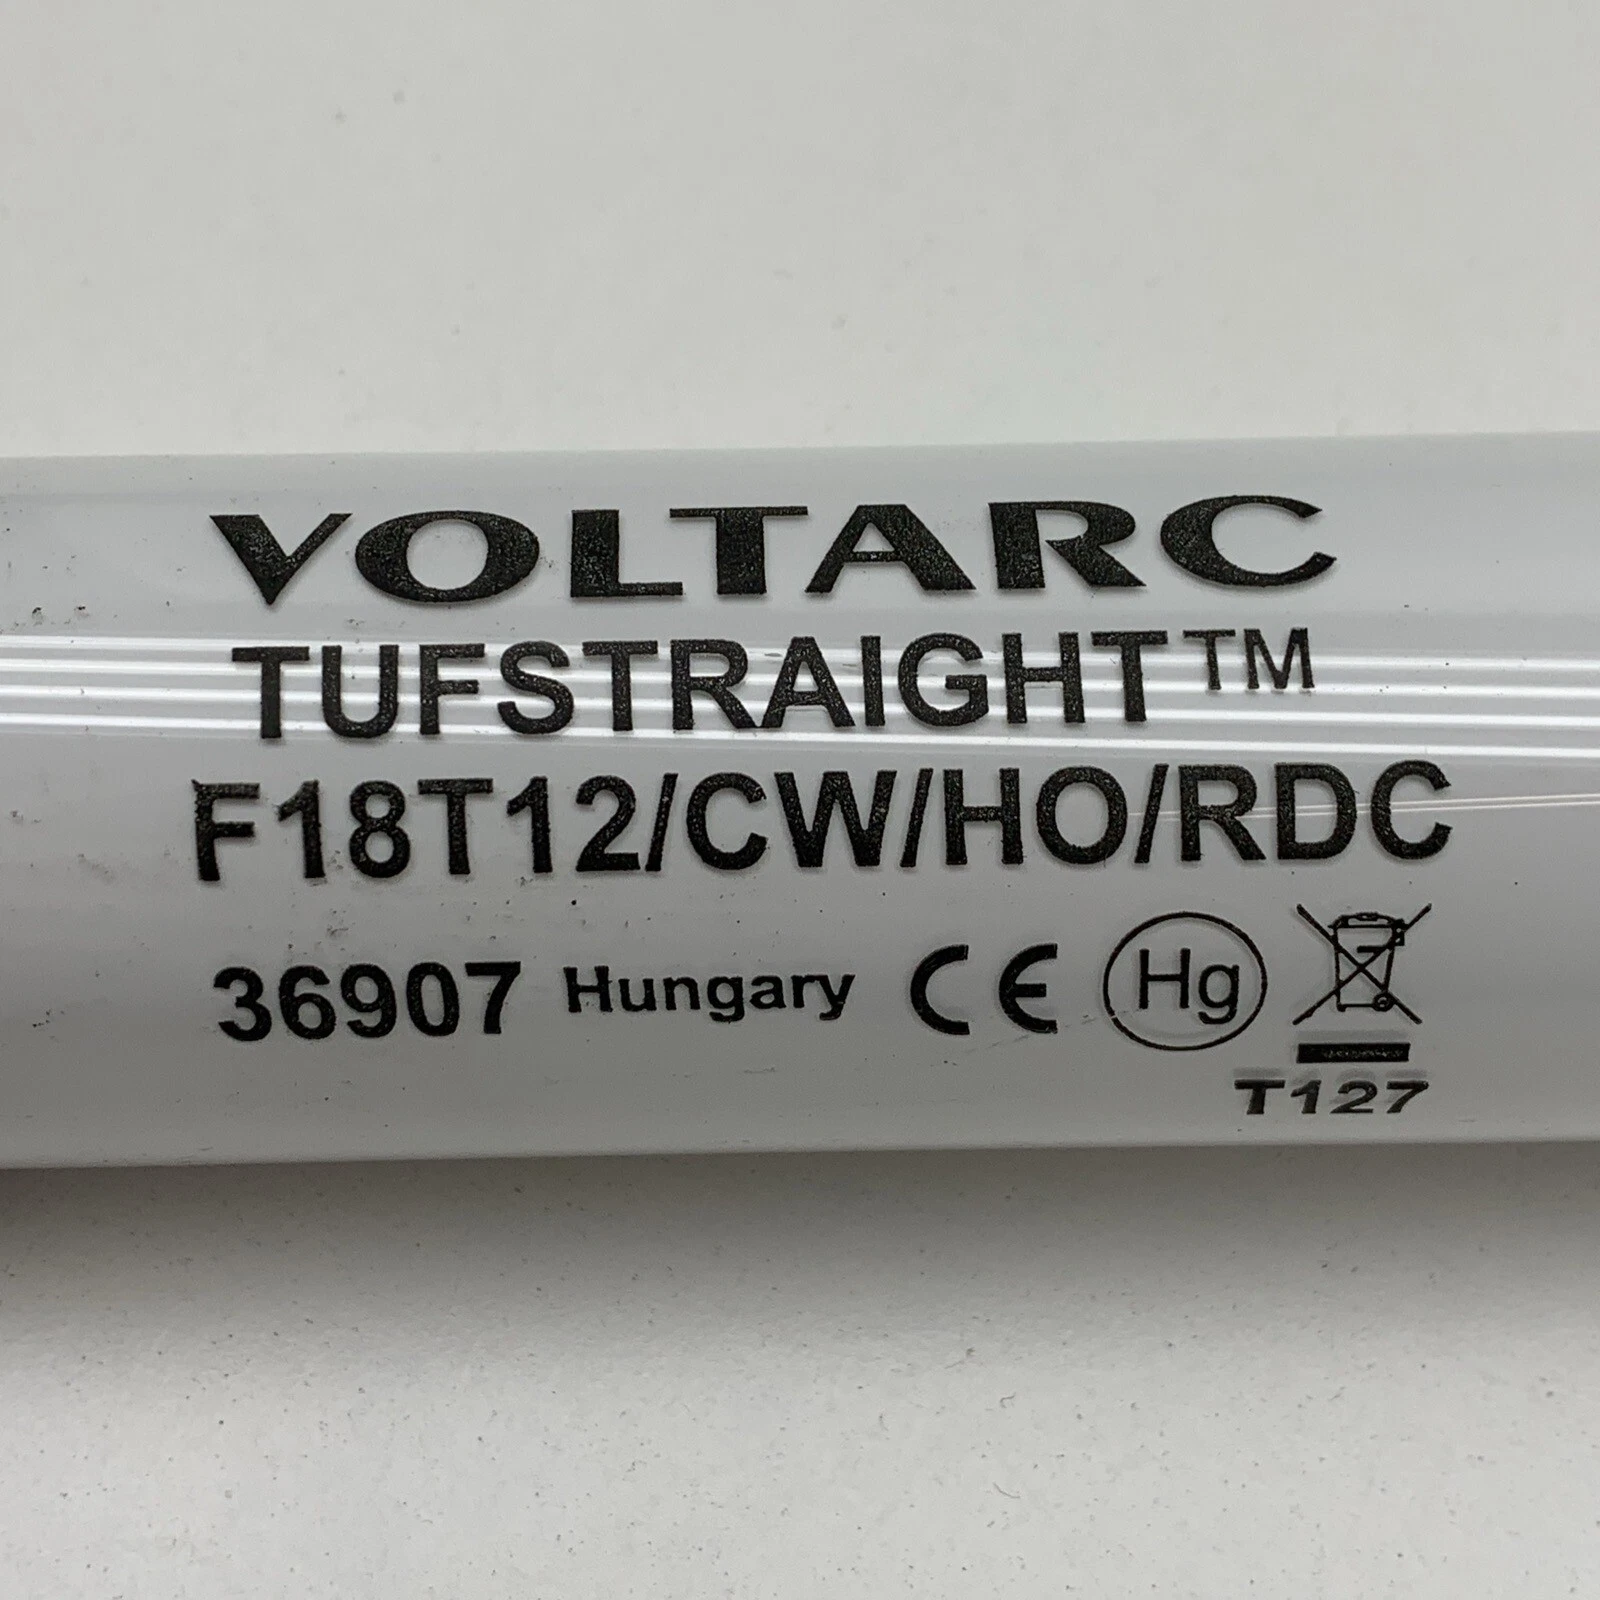 VOLTARC
TUFSTRAIGHT™
F18T12/CW/HO/RDC
36907 Hungary CE Hg
T127